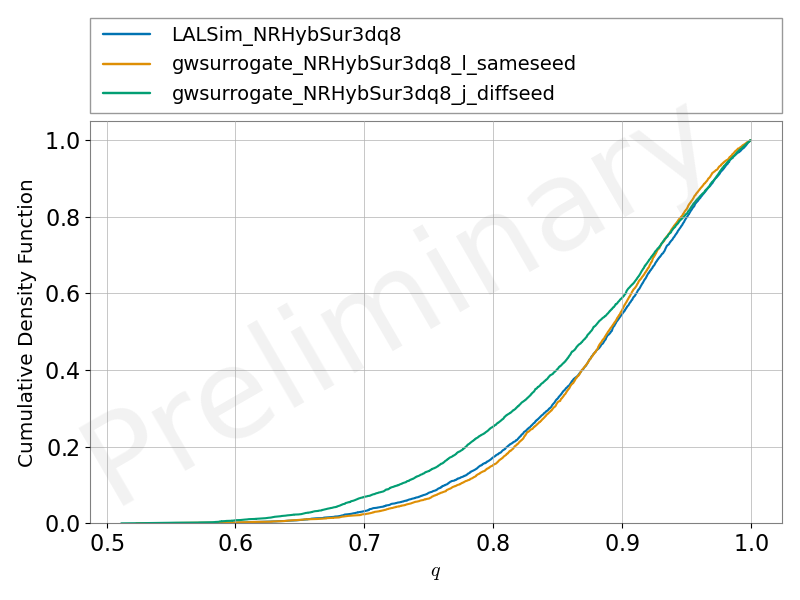 LALSim_NRHybSur3dq8
gwsurrogate_NRHybSur3dq8_l_sameseed
gwsurrogate_NRHybSur3dq8_j_diffseed
Preliminary
Cumulative Density Function
1.0
0.8
0.6
0.4
0.2
0.0
0.5 0.6 0.7 0.8 0.9 1.0
q